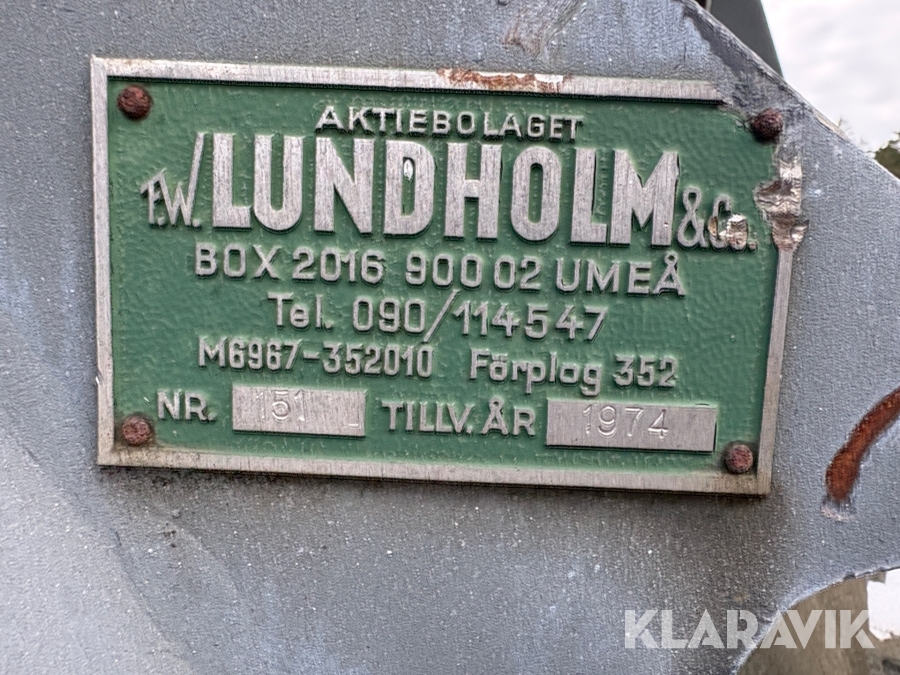 AKTIEBOLAGET
F.W. LUNDHOLM & Co.
BOX 2016 900 02 UMEÅ
Tel. 090/114547
M6967-352010 Förplog 352
NR. 151 TILLV. ÅR 1974
KLARAVIK